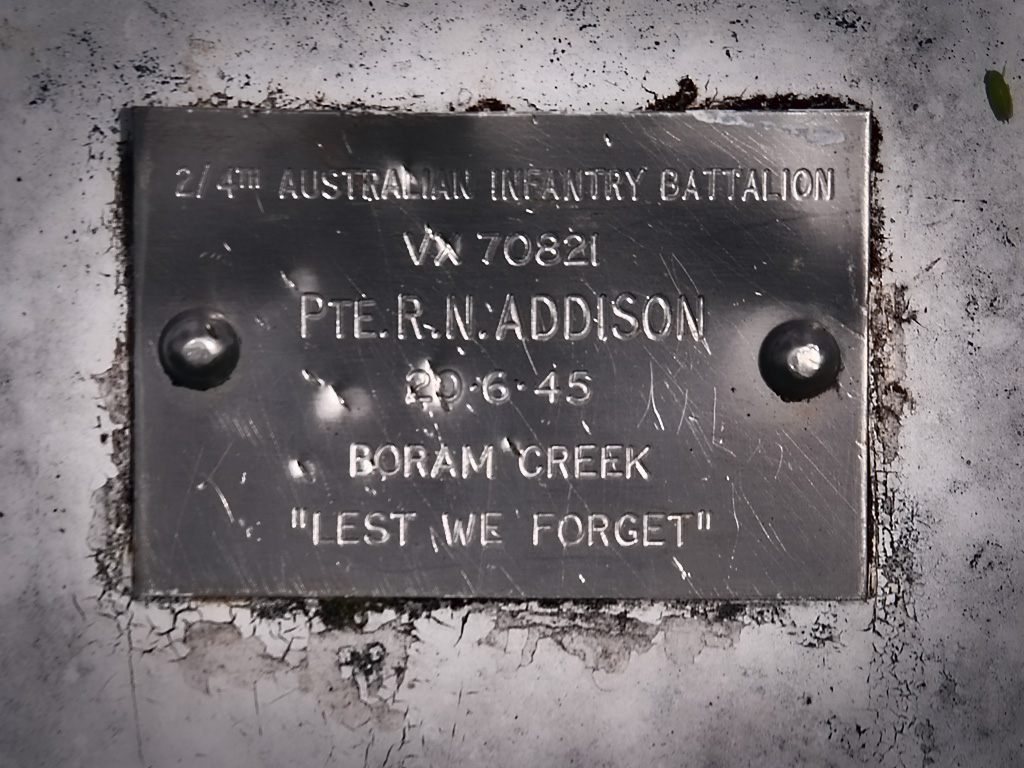 2/4TH AUSTRALIAN INFANTRY BATTALION
VX 70821
PTE. R. N. ADDISON
20·6·45
BORAM CREEK
"LEST WE FORGET"